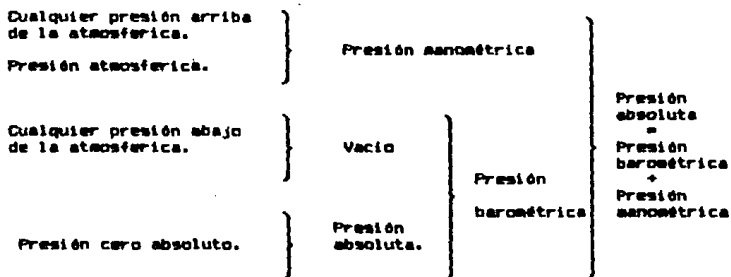 Cualquier presión arriba
de la atmosferica.
Presión atmosferica.
Presión manométrica
Cualquier presión abajo
de la atmosferica.
Vacio
Presión cero absoluto.
Presión
absoluta.
Presión
barométrica
Presión
absoluta
=
Presión
barométrica
+
Presión
manométrica